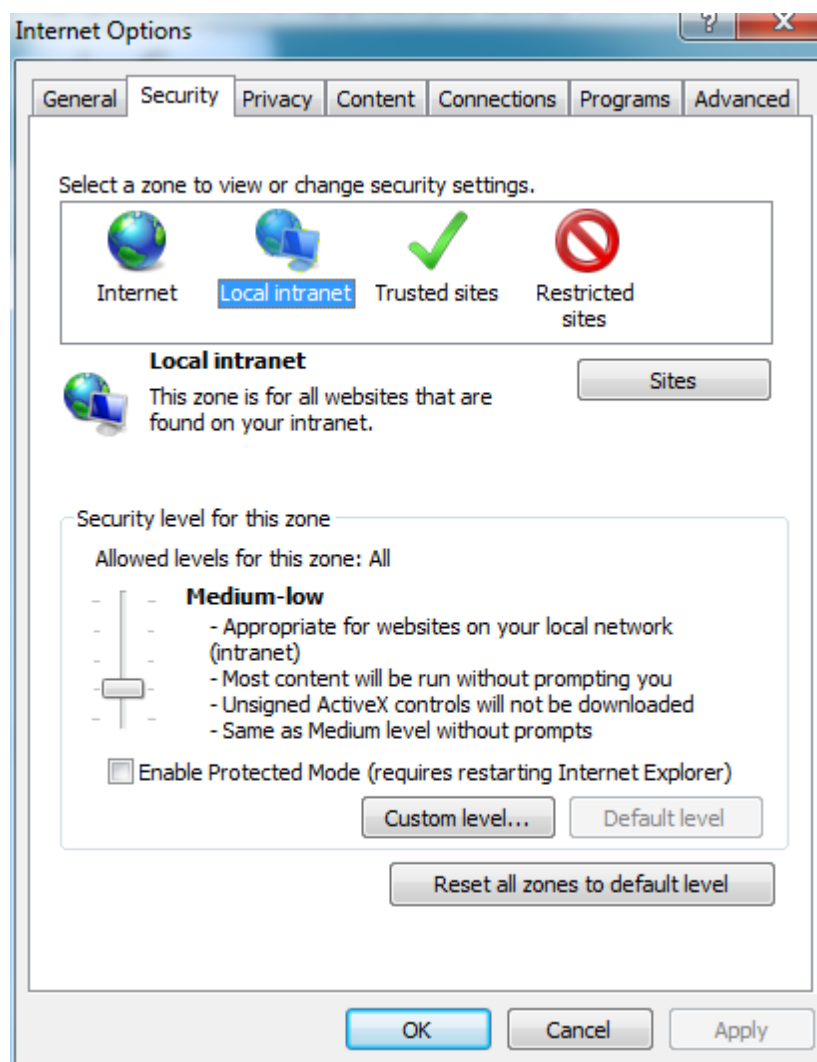 Internet Options
?
X
General Security Privacy Content Connections Programs Advanced
Select a zone to view or change security settings.
Internet Local intranet Trusted sites Restricted
sites
Local intranet
Sites
This zone is for all websites that are
found on your intranet.
Security level for this zone
Allowed levels for this zone: All
Medium-low
- Appropriate for websites on your local network
(intranet)
- Most content will be run without prompting you
- Unsigned ActiveX controls will not be downloaded
- Same as Medium level without prompts
Enable Protected Mode (requires restarting Internet Explorer)
Custom level... Default level
Reset all zones to default level
OK Cancel Apply